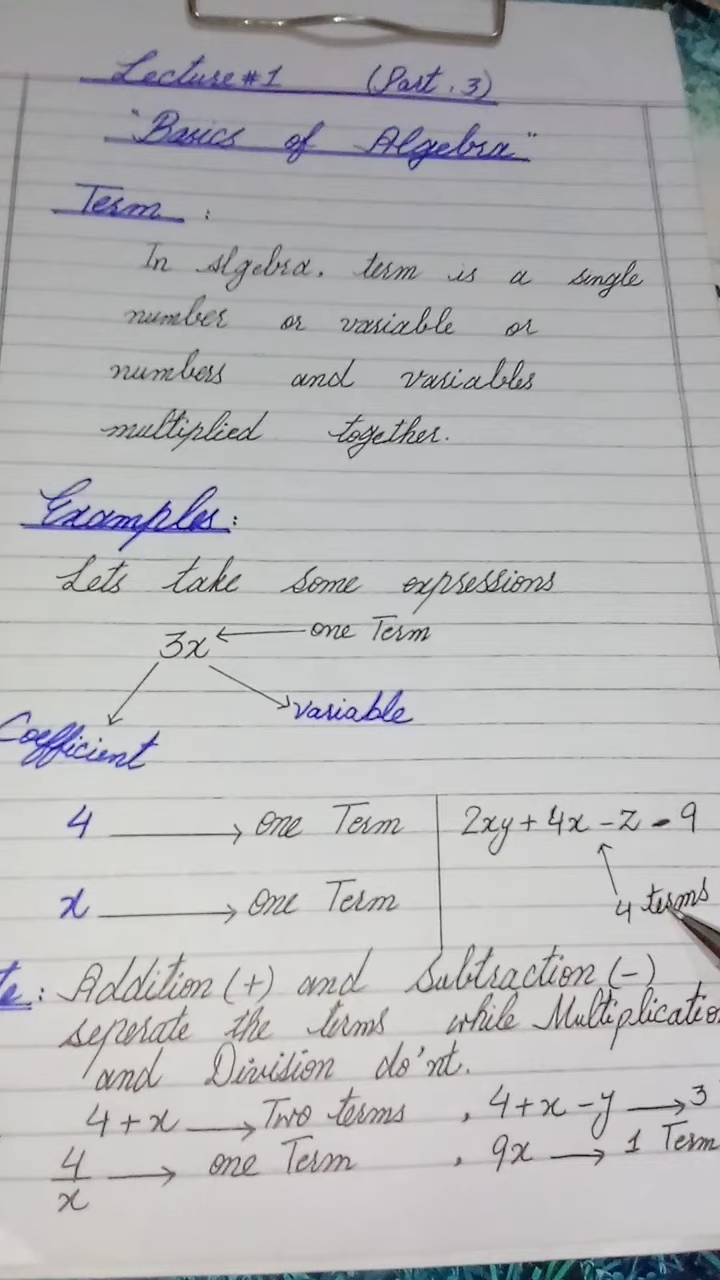 Lecture #1 (Part.3)
"Basics of Algebra"
Term :
In algebra, term is a single
number or variable or
numbers and variables
multiplied together.
Examples:
Lets take some expressions
3x ← one Term
variable
Coefficient
4 → one Term
x → one Term
2xy + 4x - z - 9
4 terms
te: Addition (+) and Subtraction (-)
seperate the terms while Multiplicatio
and Division do'nt.
4 + x → Two terms , 4 + x - y → 3
4/x → one Term , 9x → 1 Term